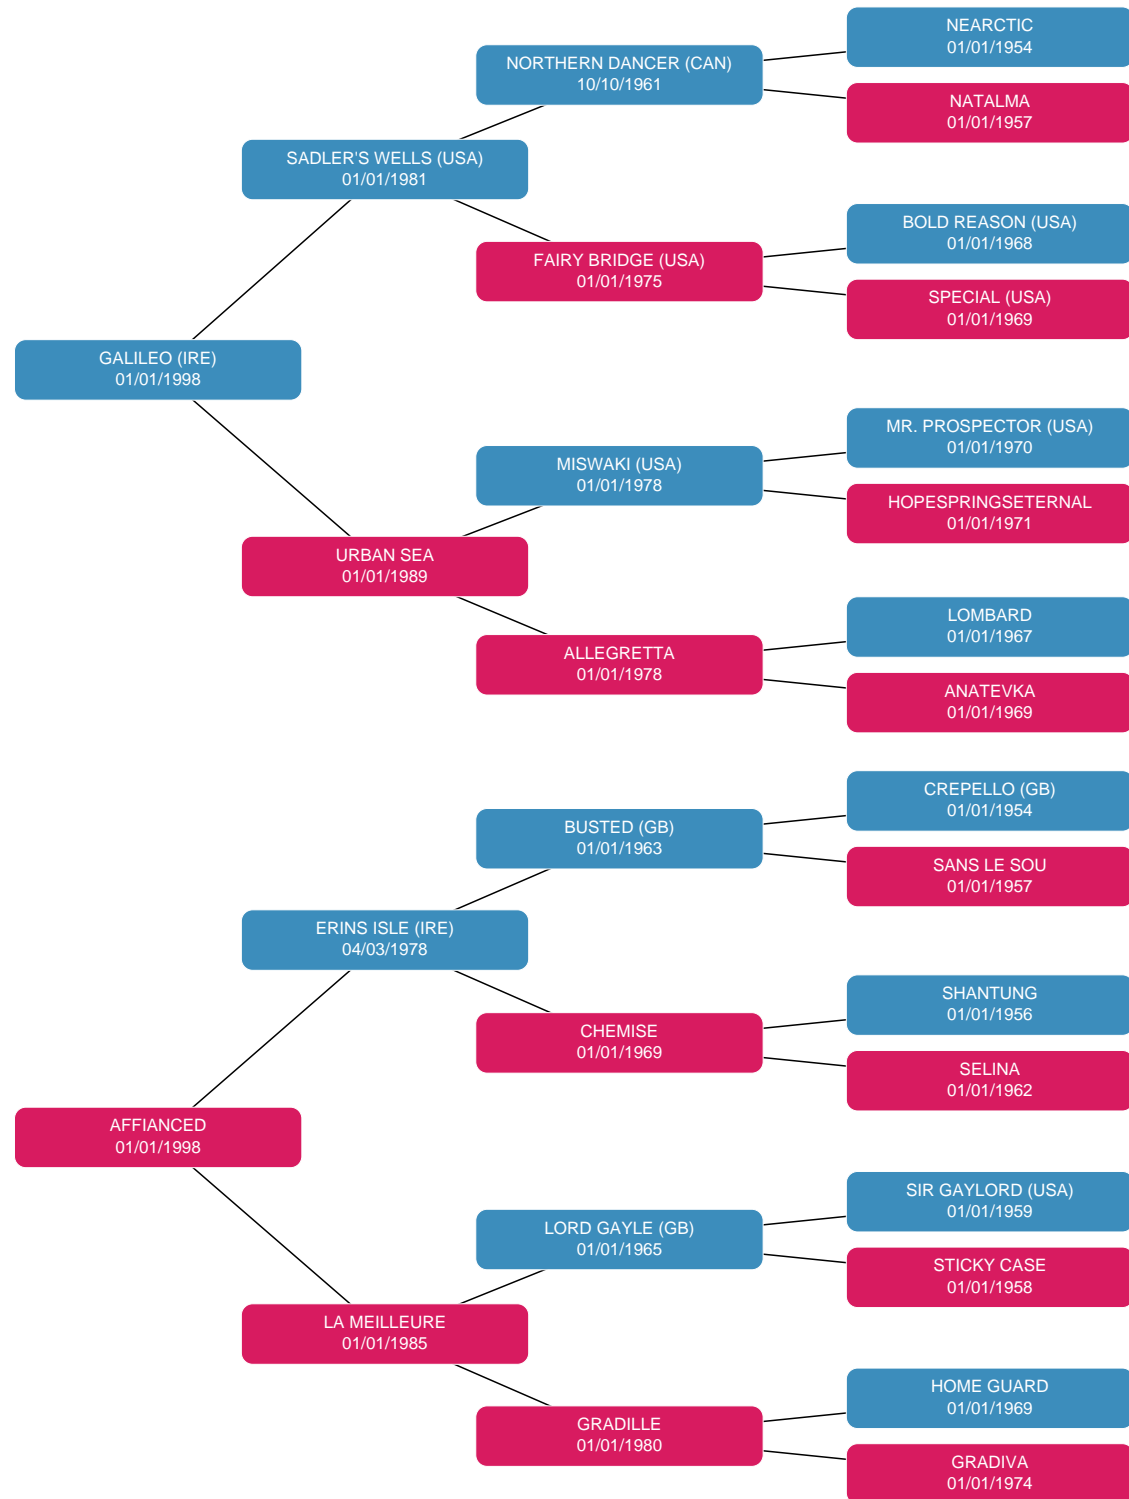 NEARCTIC
01/01/1954
NORTHERN DANCER (CAN)
10/10/1961
NATALMA
01/01/1957
SADLER'S WELLS (USA)
01/01/1981
BOLD REASON (USA)
01/01/1968
FAIRY BRIDGE (USA)
01/01/1975
SPECIAL (USA)
01/01/1969
GALILEO (IRE)
01/01/1998
MR. PROSPECTOR (USA)
01/01/1970
MISWAKI (USA)
01/01/1978
HOPESPRINGSETERNAL
01/01/1971
URBAN SEA
01/01/1989
LOMBARD
01/01/1967
ALLEGRETTA
01/01/1978
ANATEVKA
01/01/1969
CREPELLO (GB)
01/01/1954
BUSTED (GB)
01/01/1963
SANS LE SOU
01/01/1957
ERINS ISLE (IRE)
04/03/1978
SHANTUNG
01/01/1956
CHEMISE
01/01/1969
SELINA
01/01/1962
AFFIANCED
01/01/1998
SIR GAYLORD (USA)
01/01/1959
LORD GAYLE (GB)
01/01/1965
STICKY CASE
01/01/1958
LA MEILLEURE
01/01/1985
HOME GUARD
01/01/1969
GRADILLE
01/01/1980
GRADIVA
01/01/1974